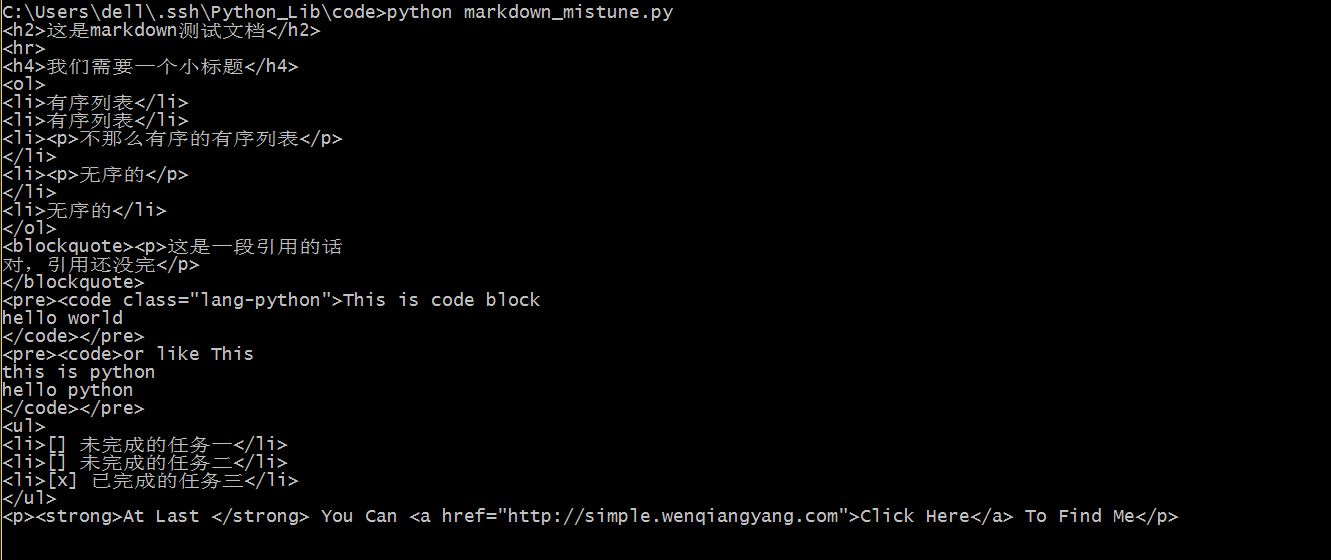 C:\Users\dell\.ssh\Python_Lib\code>python markdown_mistune.py
<h2>这是markdown测试文档</h2>
<hr>
<h4>我们需要一个小标题</h4>
<ol>
<li>有序列表</li>
<li>有序列表</li>
<li><p>不那么有序的有序列表</p>
</li>
<li><p>无序的</p>
</li>
<li>无序的</li>
</ol>
<blockquote><p>这是一段引用的话
对，引用还没完</p>
</blockquote>
<pre><code class="lang-python">This is code block
hello world
</code></pre>
<pre><code>or like This
this is python
hello python
</code></pre>
<ul>
<li>[] 未完成的任务一</li>
<li>[] 未完成的任务二</li>
<li>[x] 已完成的任务三</li>
</ul>
<p><strong>At Last </strong> You Can <a href="http://simple.wenqiangyang.com">Click Here</a> To Find Me</p>